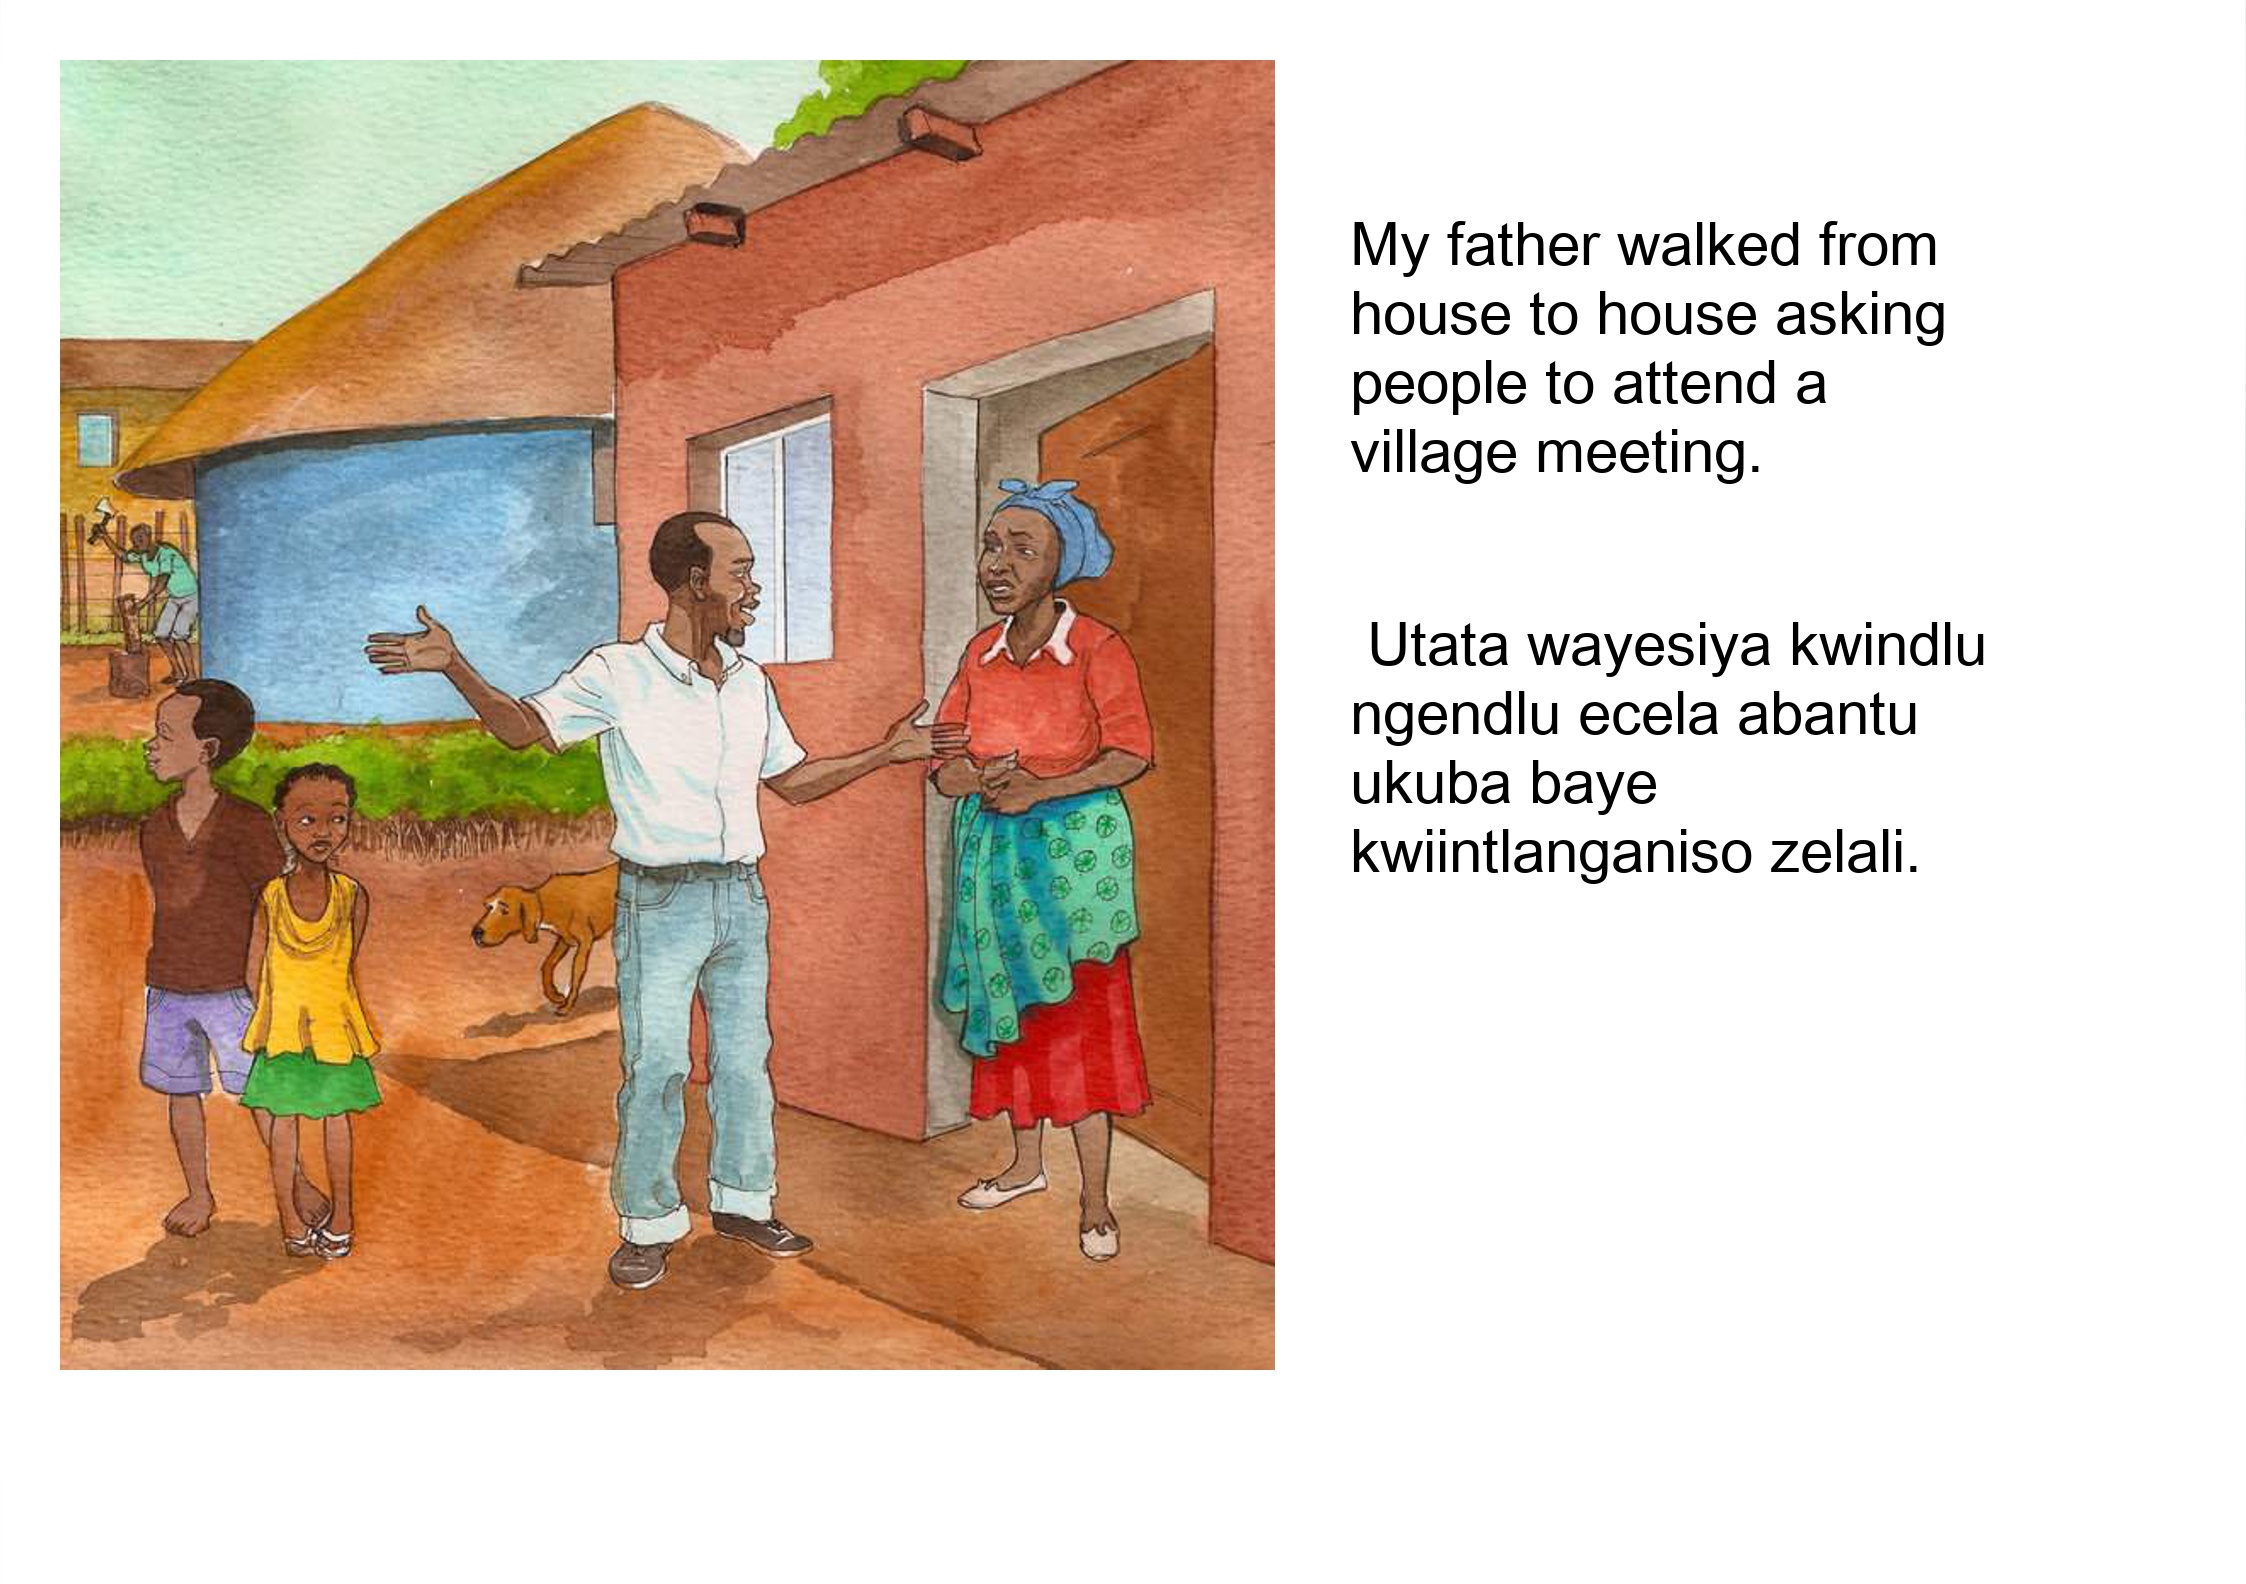 My father walked from
house to house asking
people to attend a
village meeting.
Utata wayesiya kwindlu
ngendlu ecela abantu
ukuba baye
kwiintlanganiso zelali.